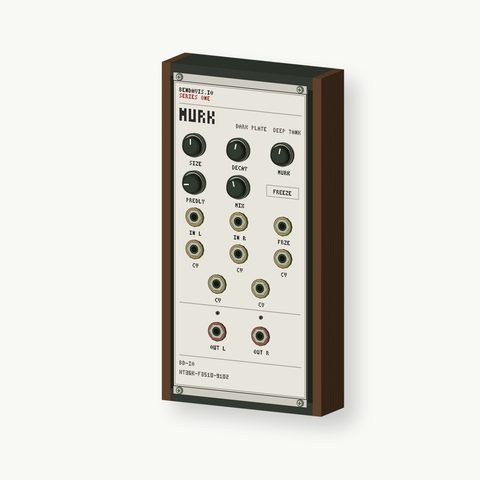 BENDAVIS.IO
SERIES ONE
MURK
DARK PLATE DEEP TANK
SIZE
DECAY
MURK
PREDLY
MIX
FREEZE
IN L
IN R
FRZE
CV
CV
CV
CV
CV
OUT L
OUT R
BD-IO